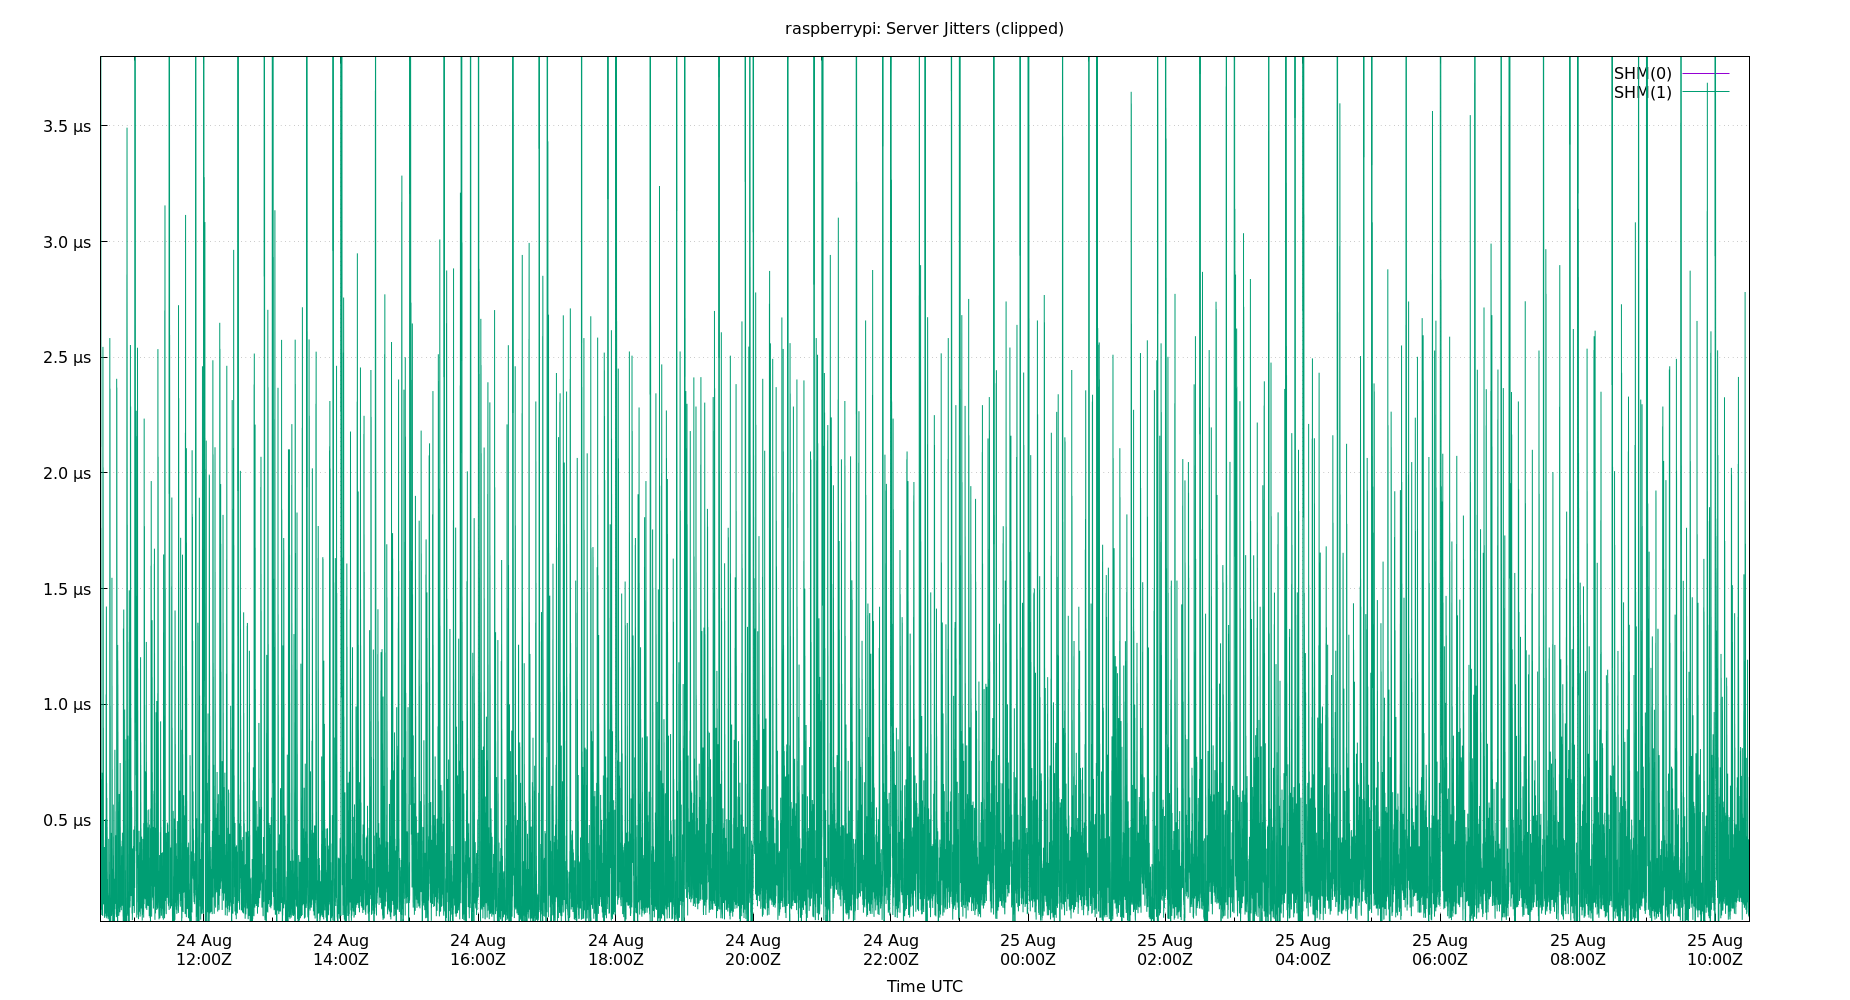 raspberrypi: Server Jitters (clipped)
SHM(0)
SHM(1)
3.5 μs
3.0 μs
2.5 μs
2.0 μs
1.5 μs
1.0 μs
0.5 μs
24 Aug 24 Aug 24 Aug 24 Aug 24 Aug 24 Aug 25 Aug 25 Aug 25 Aug 25 Aug 25 Aug 25 Aug
12:00Z 14:00Z 16:00Z 18:00Z 20:00Z 22:00Z 00:00Z 02:00Z 04:00Z 06:00Z 08:00Z 10:00Z
Time UTC